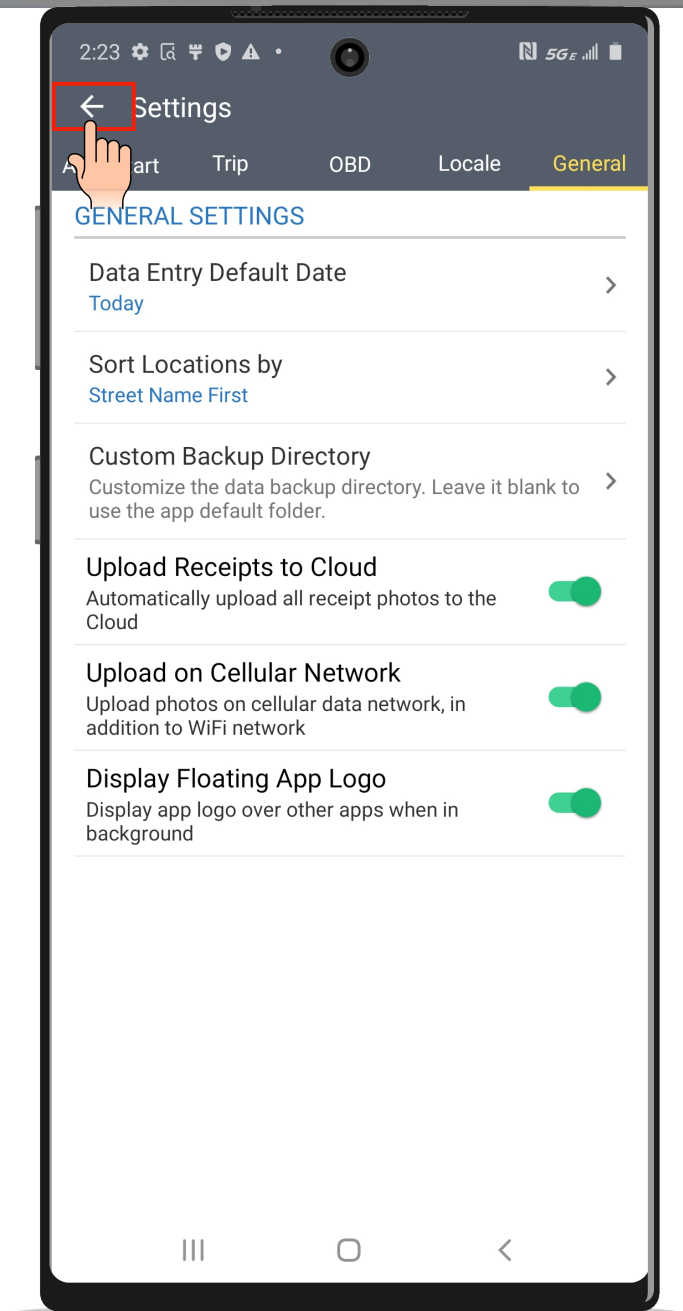 2:23 5GE
Settings
art Trip OBD Locale General
GENERAL SETTINGS
Data Entry Default Date
Today
Sort Locations by
Street Name First
Custom Backup Directory
Customize the data backup directory. Leave it blank to
use the app default folder.
Upload Receipts to Cloud
Automatically upload all receipt photos to the
Cloud
Upload on Cellular Network
Upload photos on cellular data network, in
addition to WiFi network
Display Floating App Logo
Display app logo over other apps when in
background